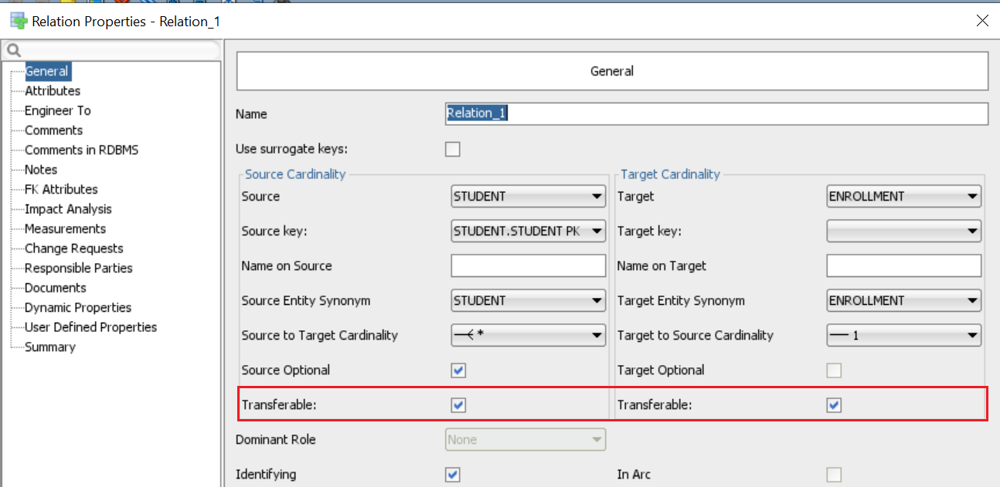 Relation Properties - Relation_1
General
Attributes
Engineer To
Comments
Comments in RDBMS
Notes
FK Attributes
Impact Analysis
Measurements
Change Requests
Responsible Parties
Documents
Dynamic Properties
User Defined Properties
Summary
General
Name Relation_1
Use surrogate keys:
Source Cardinality Target Cardinality
Source STUDENT Target ENROLLMENT
Source key: STUDENT.STUDENT PK Target key:
Name on Source Name on Target
Source Entity Synonym STUDENT Target Entity Synonym ENROLLMENT
Source to Target Cardinality * Target to Source Cardinality 1
Source Optional Target Optional
Transferable: Transferable:
Dominant Role None
Identifying In Arc